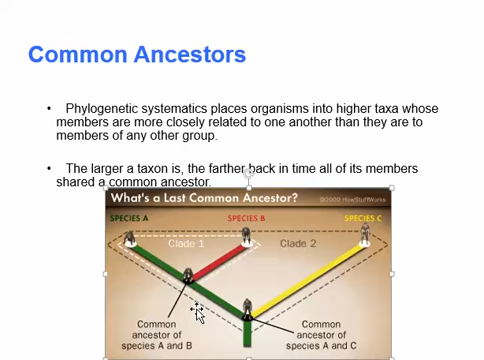 Common Ancestors
• Phylogenetic systematics places organisms into higher taxa whose
members are more closely related to one another than they are to
members of any other group.
• The larger a taxon is, the farther back in time all of its members
shared a common ancestor.
What's a Last Common Ancestor?
©2009 HowStuffWorks
SPECIES A
SPECIES B
SPECIES C
Clade 1
Clade 2
Common
ancestor of
species A and B
Common
ancestor of
species A and C